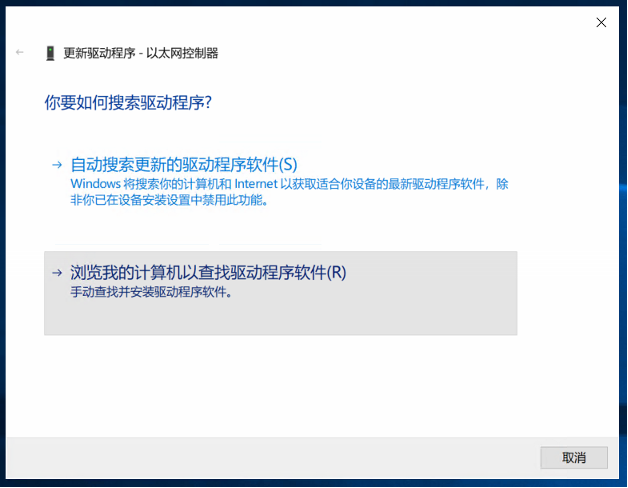 更新驱动程序 - 以太网控制器
你要如何搜索驱动程序?
自动搜索更新的驱动程序软件(S)
Windows 将搜索你的计算机和 Internet 以获取适合你设备的最新驱动程序软件，除
非你已在设备安装设置中禁用此功能。
浏览我的计算机以查找驱动程序软件(R)
手动查找并安装驱动程序软件。
取消